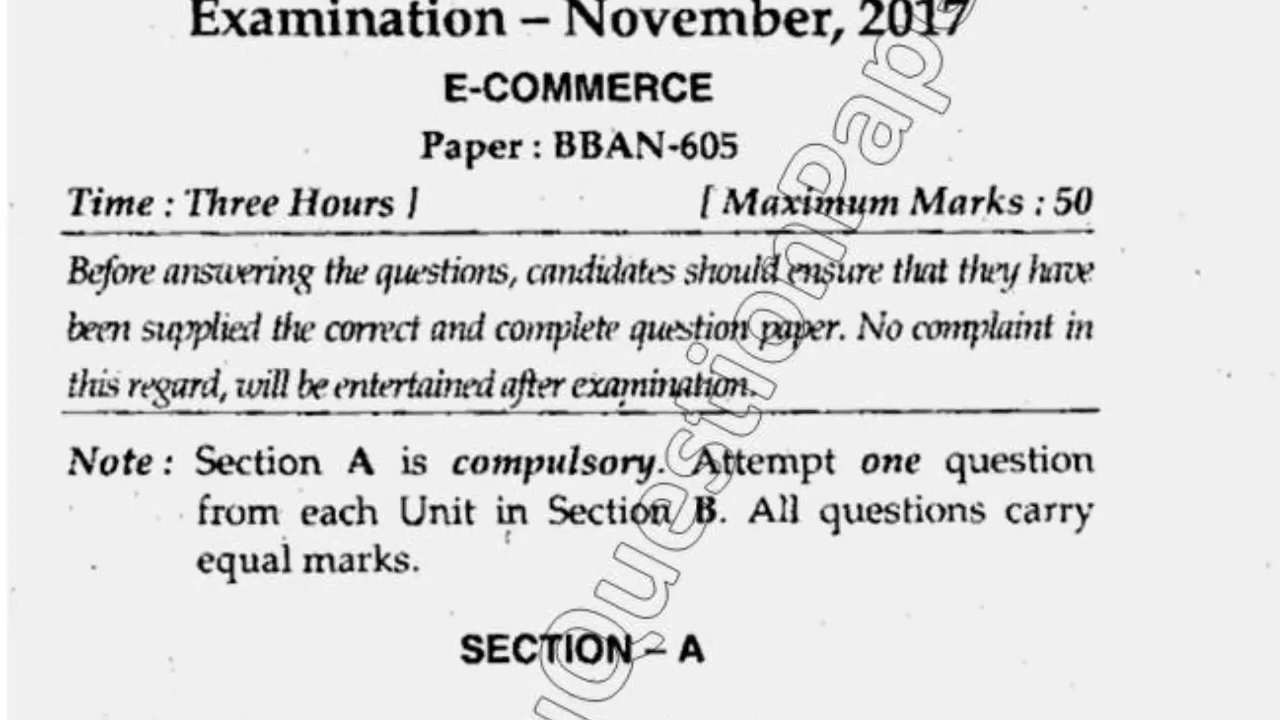 Examination – November, 2017
E-COMMERCE
Paper : BBAN-605
Time : Three Hours ] [ Maximum Marks : 50
Before answering the questions, candidates should ensure that they have
been supplied the correct and complete question paper. No complaint in
this regard, will be entertained after examination.
Note : Section A is compulsory. Attempt one question
from each Unit in Section B. All questions carry
equal marks.
SECTION – A
QuestionPap